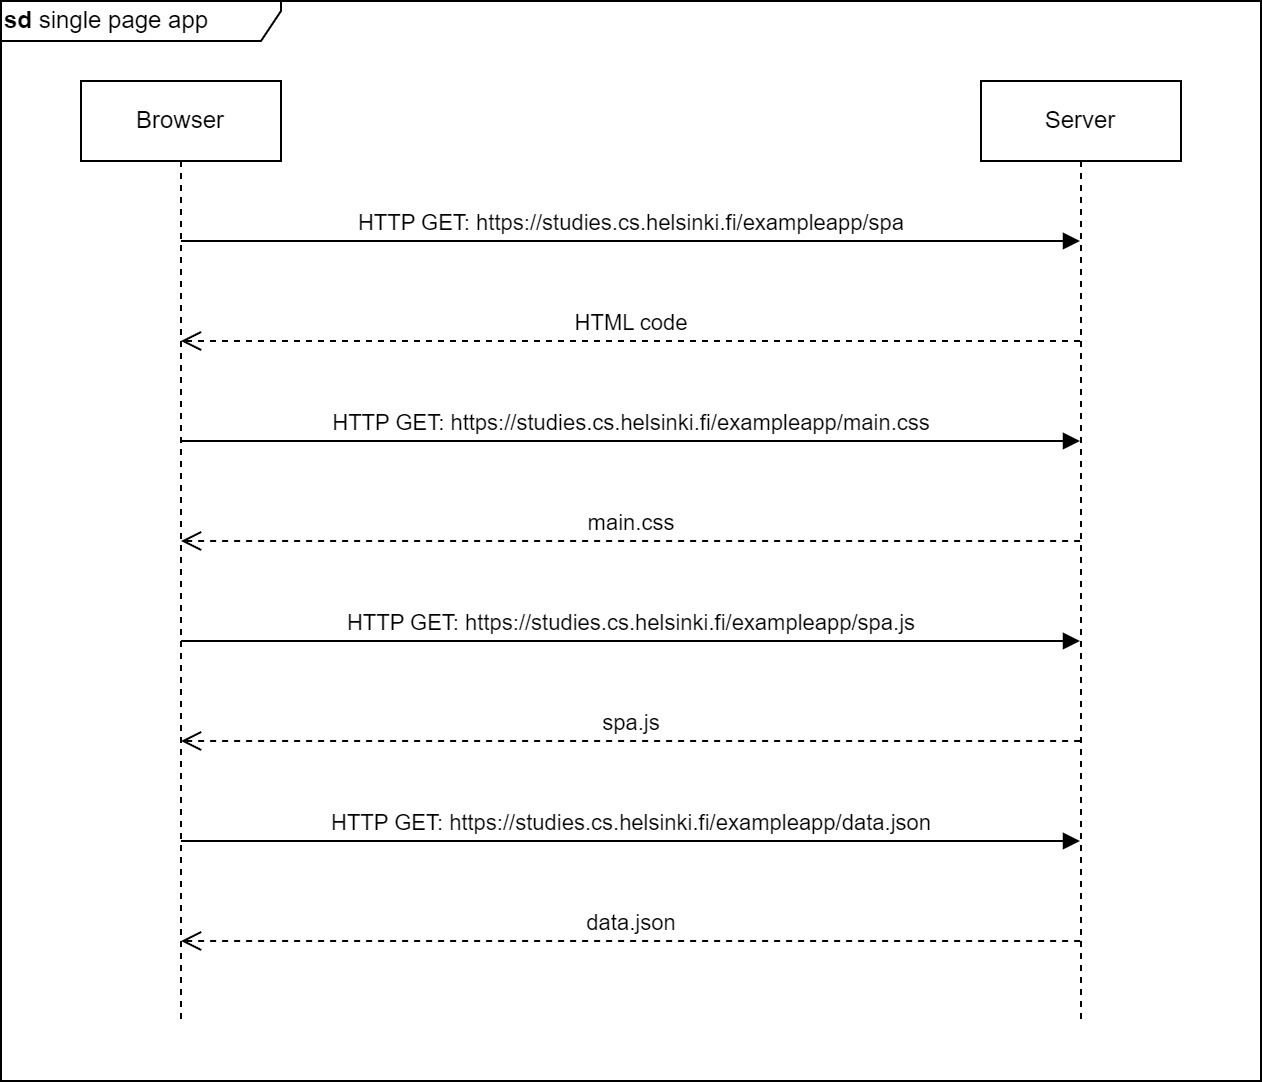 sd single page app
Browser
Server
HTTP GET: https://studies.cs.helsinki.fi/exampleapp/spa
HTML code
HTTP GET: https://studies.cs.helsinki.fi/exampleapp/main.css
main.css
HTTP GET: https://studies.cs.helsinki.fi/exampleapp/spa.js
spa.js
HTTP GET: https://studies.cs.helsinki.fi/exampleapp/data.json
data.json